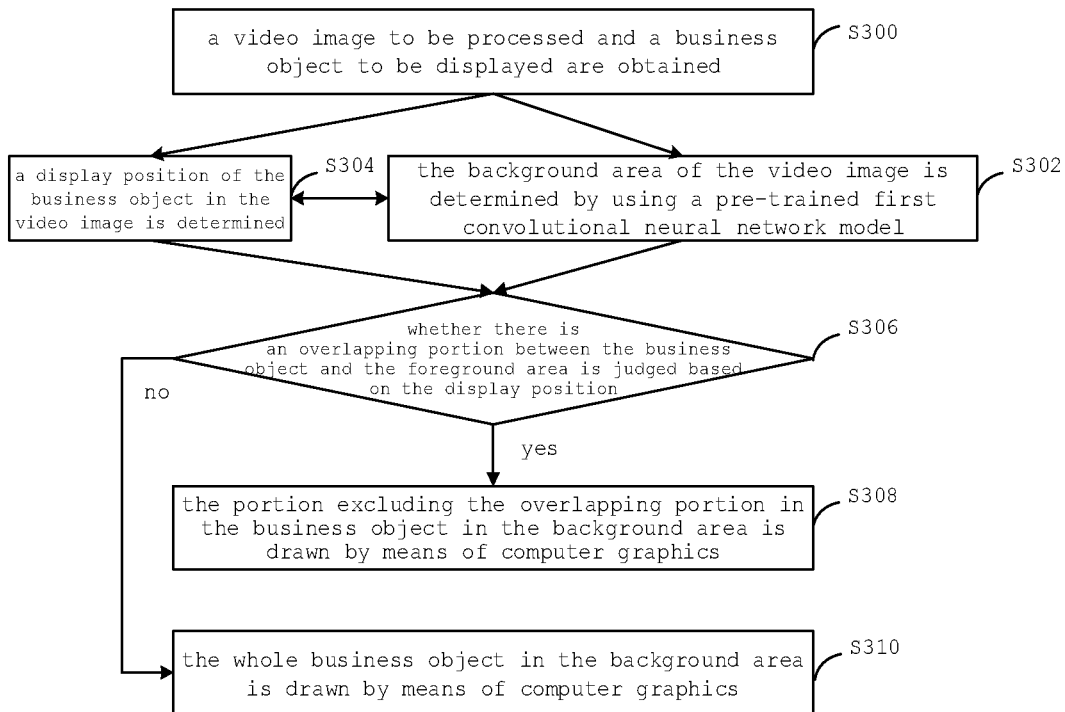 a video image to be processed and a business
object to be displayed are obtained
S300
a display position of the
business object in the
video image is determined
S304
the background area of the video image is
determined by using a pre-trained first
convolutional neural network model
S302
whether there is
an overlapping portion between the business
object and the foreground area is judged based
on the display position
S306
no
yes
the portion excluding the overlapping portion in
the business object in the background area is
drawn by means of computer graphics
S308
the whole business object in the background area
is drawn by means of computer graphics
S310